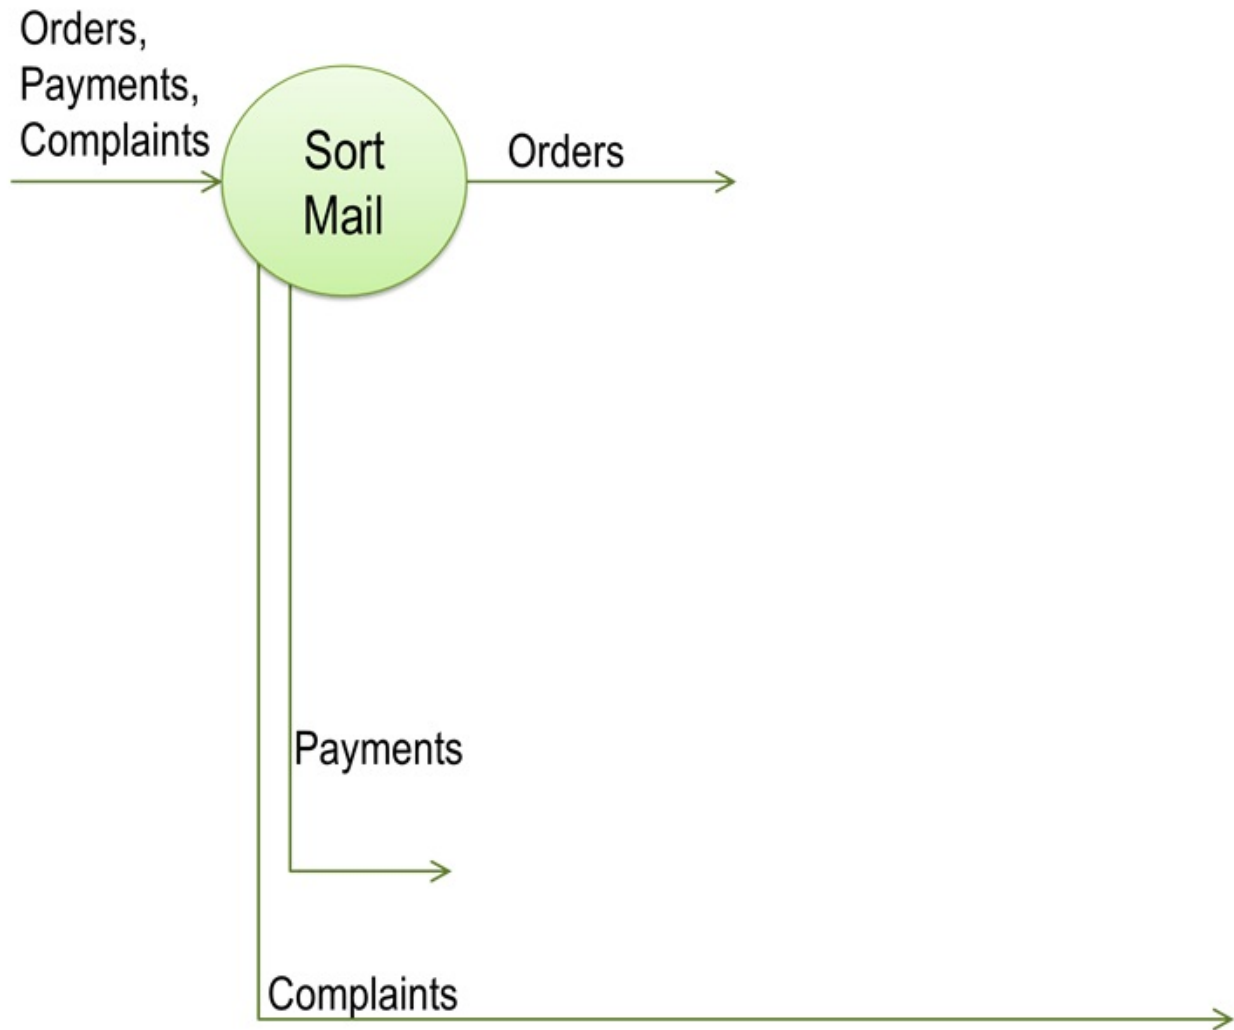 Orders,
Payments,
Complaints
Sort
Mail
Orders
Payments
Complaints